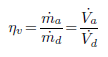 η_v = ṁ_a / ṁ_d = V̇_a / V̇_d